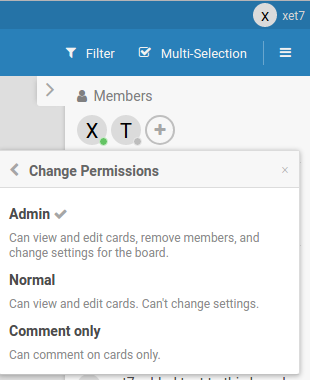 X xet7
Filter Multi-Selection
Members
X T
Change Permissions ×
Admin
Can view and edit cards, remove members, and
change settings for the board.
Normal
Can view and edit cards. Can't change settings.
Comment only
Can comment on cards only.